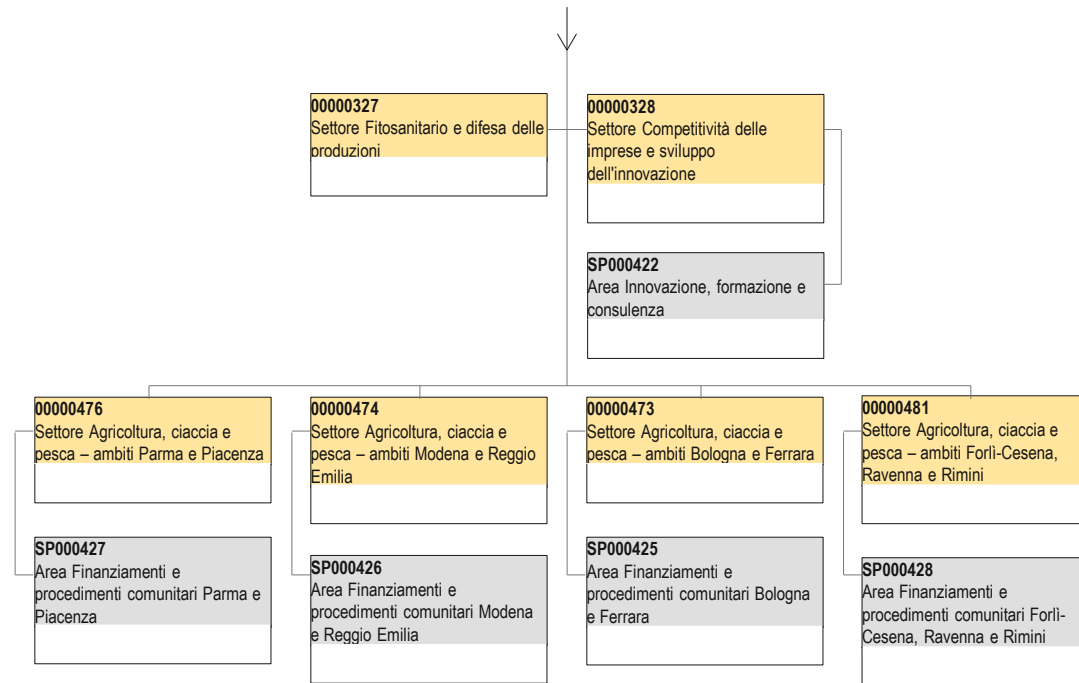 00000327
Settore Fitosanitario e difesa delle
produzioni
00000328
Settore Competitività delle
imprese e sviluppo
dell'innovazione
SP000422
Area Innovazione, formazione e
consulenza
00000476
Settore Agricoltura, ciaccia e
pesca – ambiti Parma e Piacenza
00000474
Settore Agricoltura, ciaccia e
pesca – ambiti Modena e Reggio
Emilia
00000473
Settore Agricoltura, ciaccia e
pesca – ambiti Bologna e Ferrara
00000481
Settore Agricoltura, ciaccia e
pesca – ambiti Forlì-Cesena,
Ravenna e Rimini
SP000427
Area Finanziamenti e
procedimenti comunitari Parma e
Piacenza
SP000426
Area Finanziamenti e
procedimenti comunitari Modena
e Reggio Emilia
SP000425
Area Finanziamenti e
procedimenti comunitari Bologna
e Ferrara
SP000428
Area Finanziamenti e
procedimenti comunitari Forlì-
Cesena, Ravenna e Rimini